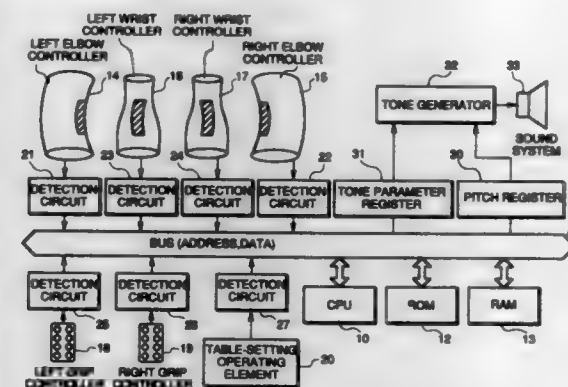 LEFT WRIST CONTROLLER
RIGHT WRIST CONTROLLER
LEFT ELBOW CONTROLLER
RIGHT ELBOW CONTROLLER
14
17
32
33
TONE GENERATOR
SOUND SYSTEM
21
23
24
22
31
30
DETECTION CIRCUIT
DETECTION CIRCUIT
DETECTION CIRCUIT
DETECTION CIRCUIT
TONE PARAMETER REGISTER
PITCH REGISTER
BUS (ADDRESS,DATA)
DETECTION CIRCUIT
DETECTION CIRCUIT
DETECTION CIRCUIT
CPU
ROM
RAM
27
10
12
13
18
19
TABLE-SETTING OPERATING ELEMENT
20
LEFT GRIP CONTROLLER
RIGHT GRIP CONTROLLER